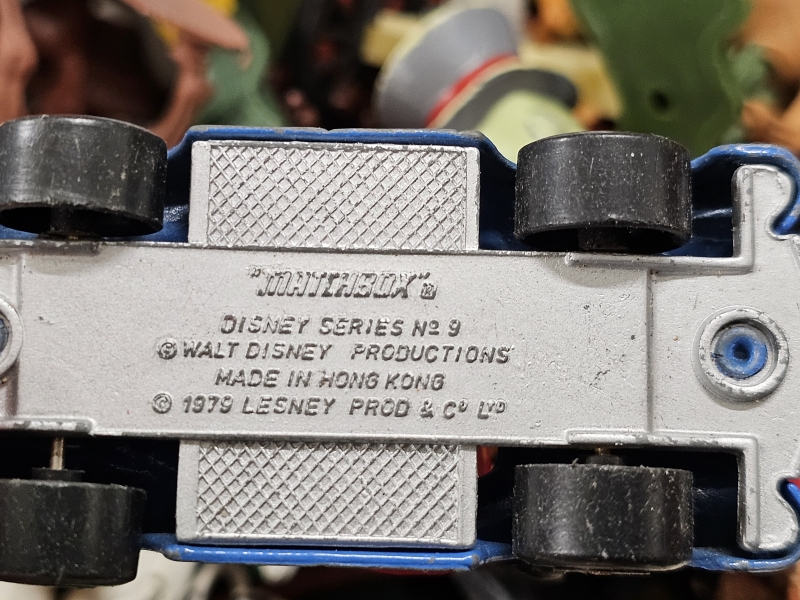 "MATCHBOX"®
DISNEY SERIES Nº 9
© WALT DISNEY PRODUCTIONS
MADE IN HONG KONG
© 1979 LESNEY PROD & Cº Lᵀᴰ